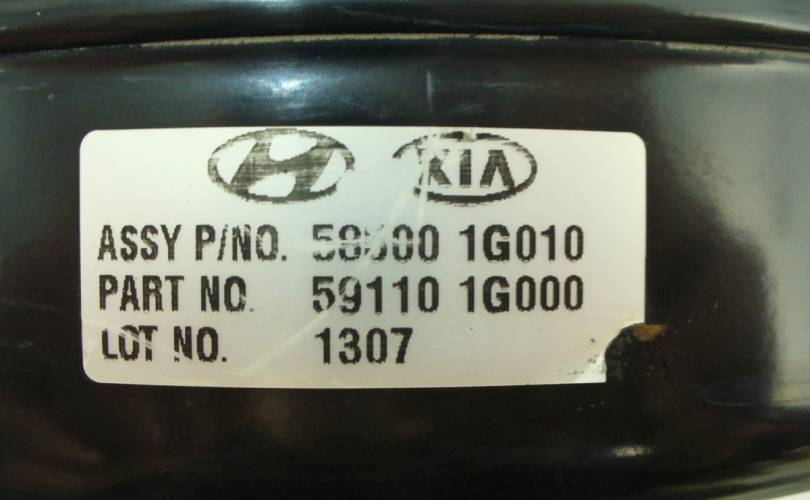 KIA
ASSY P/NO. 58500 1G010
PART NO. 59110 1G000
LOT NO. 1307